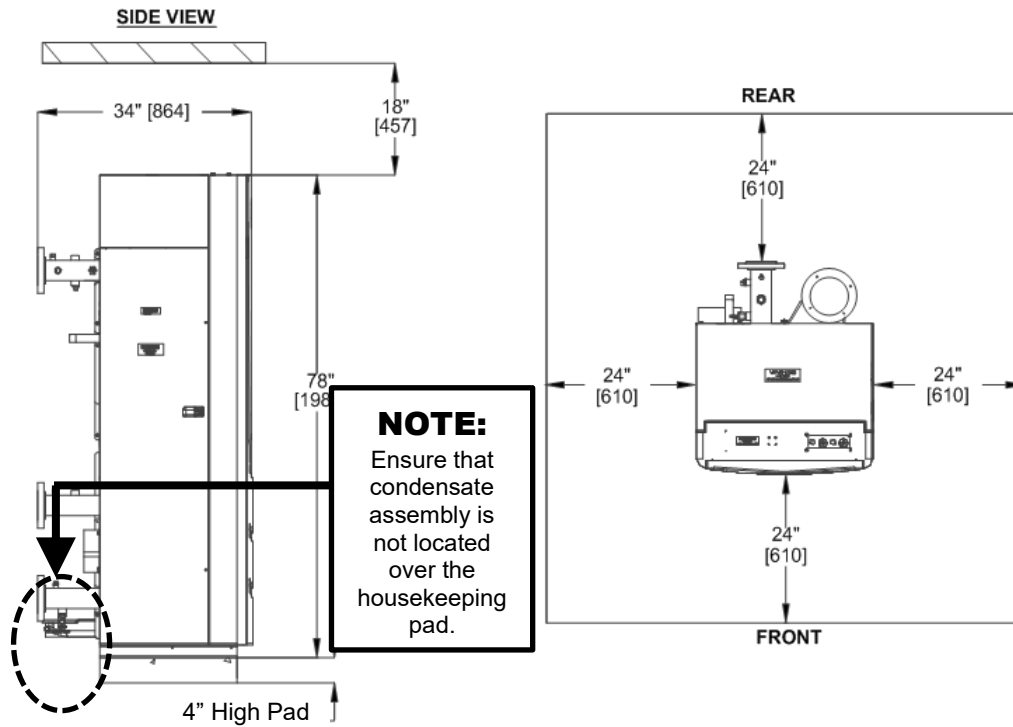 SIDE VIEW
34" [864]
18"
[457]
78"
[198
NOTE:
Ensure that
condensate
assembly is
not located
over the
housekeeping
pad.
4” High Pad
REAR
24"
[610]
24"
[610]
24"
[610]
24"
[610]
FRONT